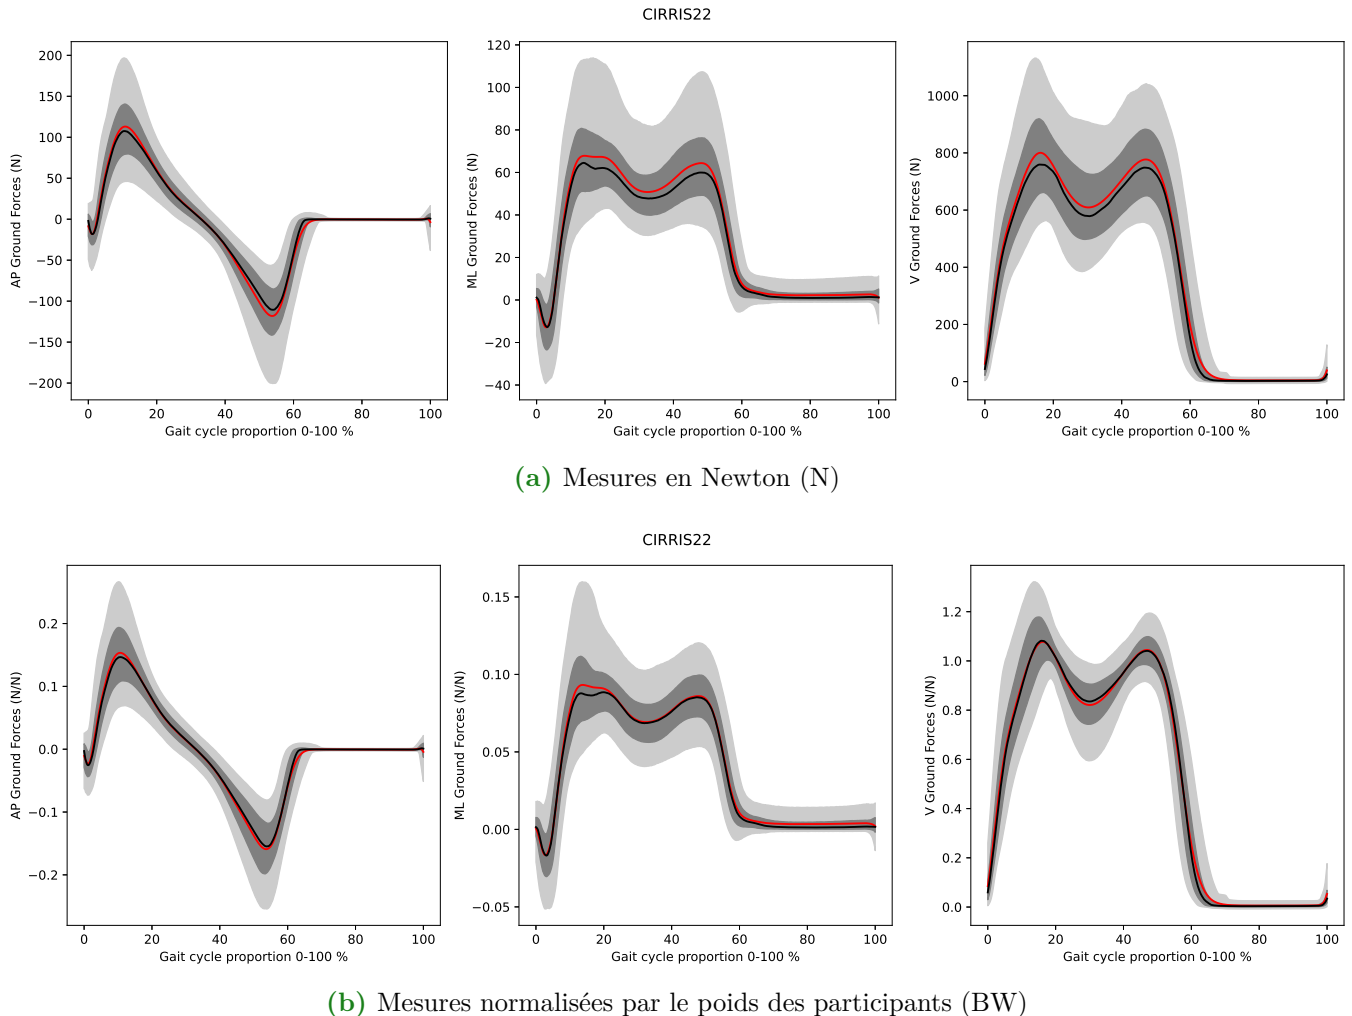 CIRRIS22
200
150
100
50
0
−50
−100
−150
−200
AP Ground Forces (N)
0 20 40 60 80 100
Gait cycle proportion 0-100 %
120
100
80
60
40
20
0
−20
−40
ML Ground Forces (N)
0 20 40 60 80 100
Gait cycle proportion 0-100 %
1000
800
600
400
200
0
V Ground Forces (N)
0 20 40 60 80 100
Gait cycle proportion 0-100 %
(a) Mesures en Newton (N)
CIRRIS22
0.2
0.1
0.0
−0.1
−0.2
AP Ground Forces (N/N)
0 20 40 60 80 100
Gait cycle proportion 0-100 %
0.15
0.10
0.05
0.00
−0.05
ML Ground Forces (N/N)
0 20 40 60 80 100
Gait cycle proportion 0-100 %
1.2
1.0
0.8
0.6
0.4
0.2
0.0
V Ground Forces (N/N)
0 20 40 60 80 100
Gait cycle proportion 0-100 %
(b) Mesures normalisées par le poids des participants (BW)